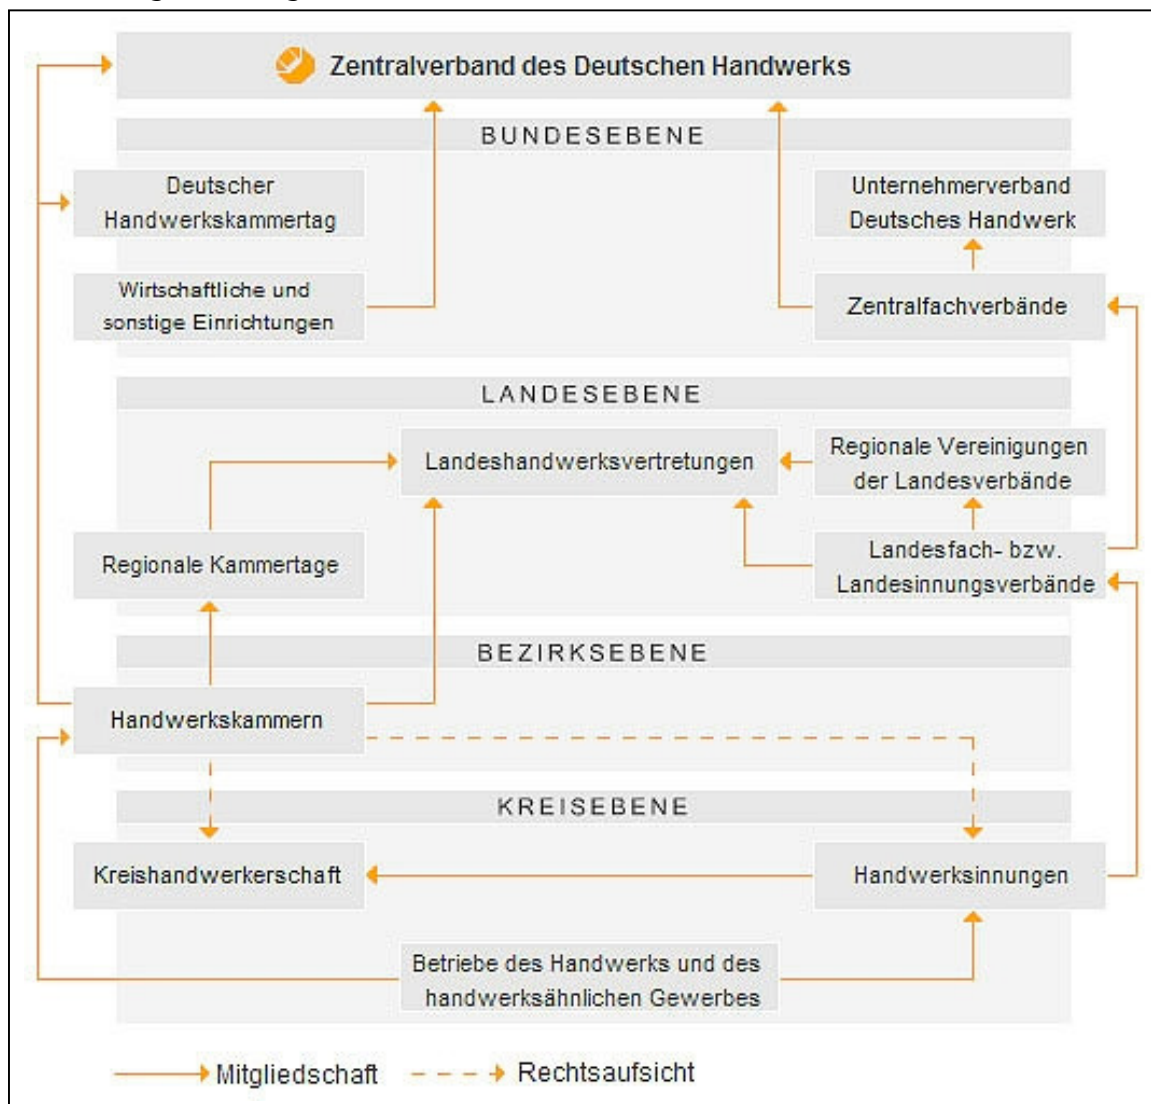 Zentralverband des Deutschen Handwerks
BUNDESEBENE
Deutscher
Handwerkskammertag
Unternehmerverband
Deutsches Handwerk
Wirtschaftliche und
sonstige Einrichtungen
Zentralfachverbände
LANDESEBENE
Landeshandwerksvertretungen
Regionale Vereinigungen
der Landesverbände
Regionale Kammertage
Landesfach- bzw.
Landesinnungsverbände
BEZIRKSEBENE
Handwerkskammern
KREISEBENE
Kreishandwerkerschaft
Handwerksinnungen
Betriebe des Handwerks und des
handwerksähnlichen Gewerbes
Mitgliedschaft
Rechtsaufsicht